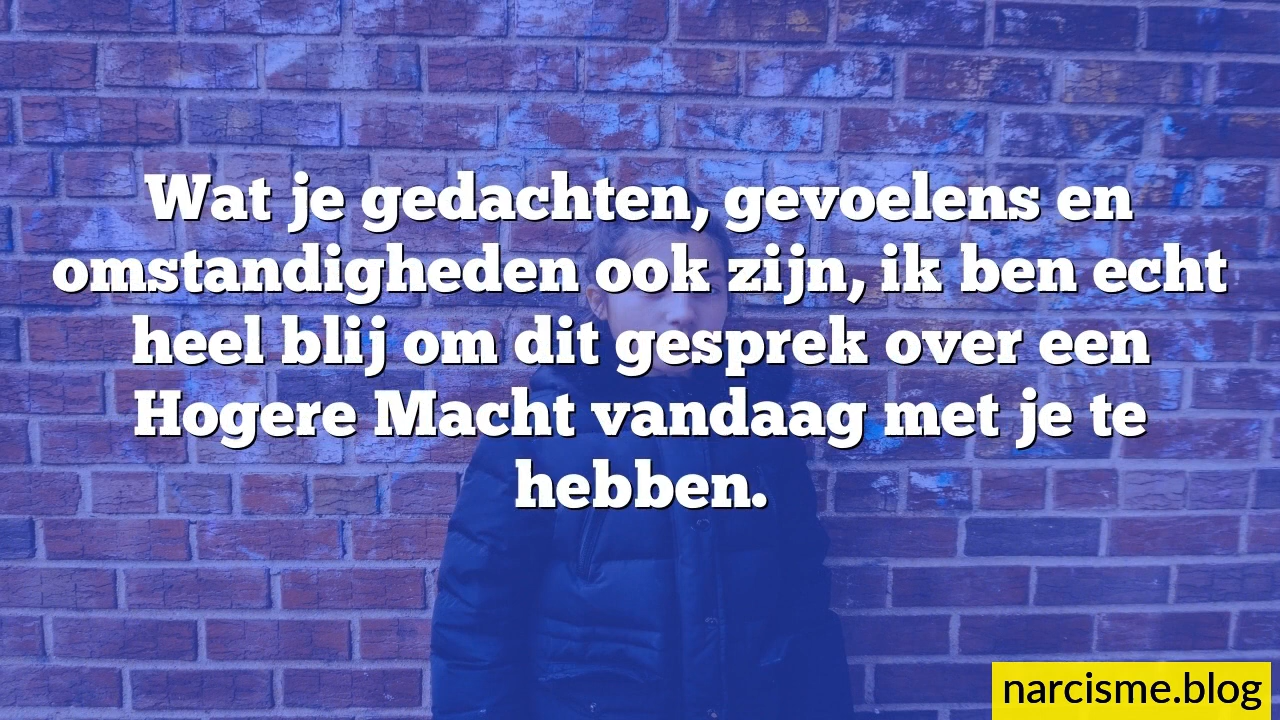 Wat je gedachten, gevoelens en
omstandigheden ook zijn, ik ben echt
heel blij om dit gesprek over een
Hogere Macht vandaag met je te
hebben.
narcisme.blog